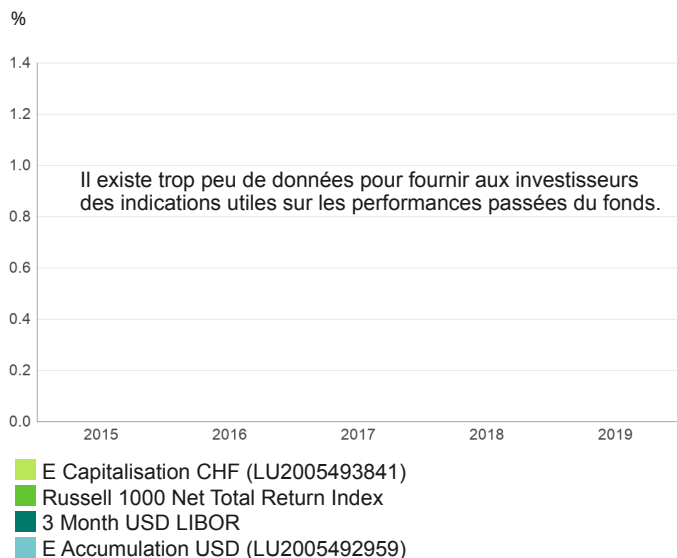 %
1.4
1.2
1.0
Il existe trop peu de données pour fournir aux investisseurs
des indications utiles sur les performances passées du fonds.
0.8
0.6
0.4
0.2
0.0
2015 2016 2017 2018 2019
E Capitalisation CHF (LU2005493841)
Russell 1000 Net Total Return Index
3 Month USD LIBOR
E Accumulation USD (LU2005492959)